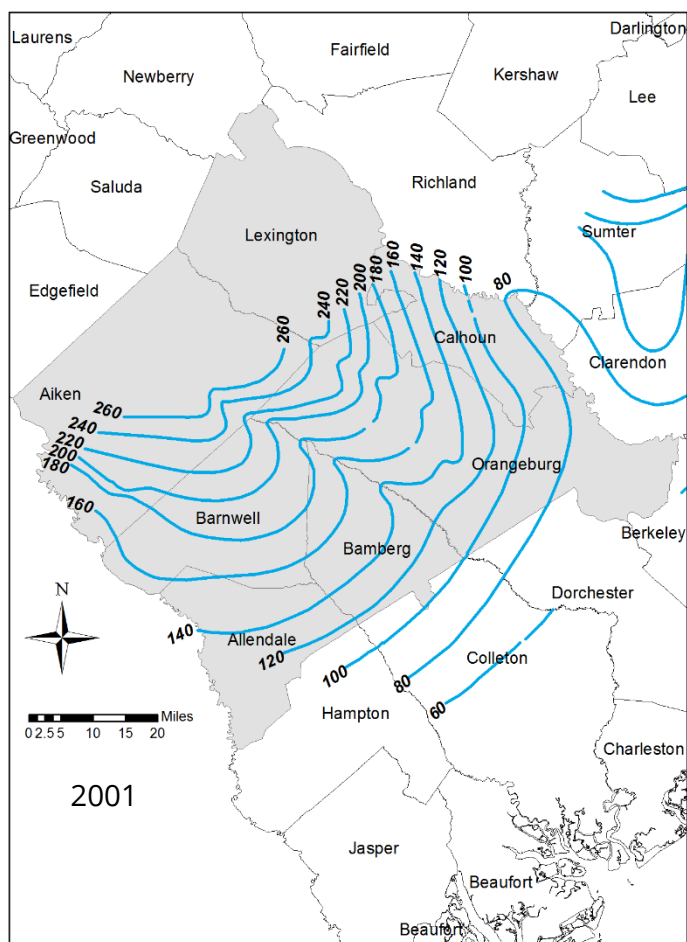 Laurens
Newberry
Fairfield
Darlington
Kershaw
Lee
Greenwood
Saluda
Richland
Lexington
Sumter
Edgefield
260
240
220
200
180
160
140
120
100
80
Calhoun
Clarendon
Aiken
260
240
220
200
180
160
Orangeburg
Barnwell
Bamberg
Berkeley
N
Dorchester
140
Allendale
120
100
80
60
Colleton
Hampton
Miles
0 2.5 5 10 15 20
Charleston
2001
Jasper
Beaufort
Beaufort